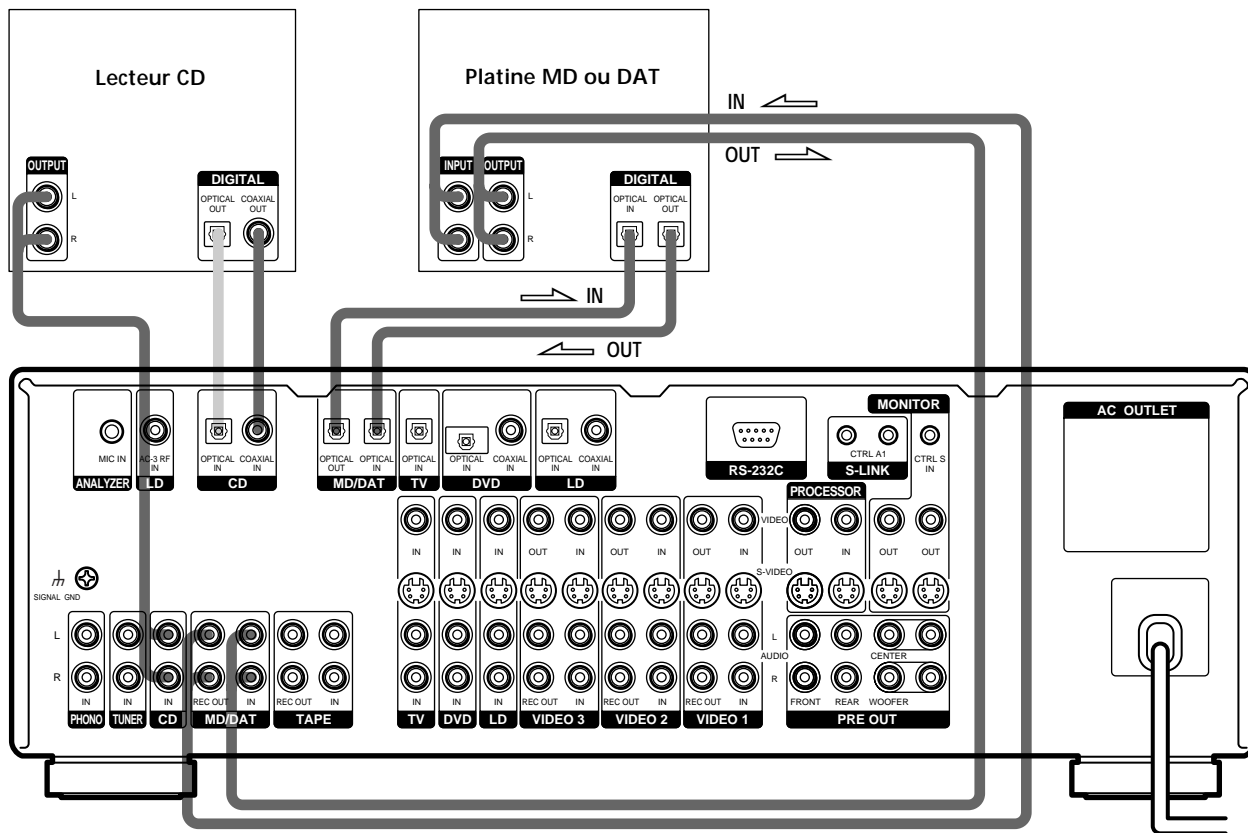 Lecteur CD
Platine MD ou DAT
IN
OUT
OUTPUT
L
R
DIGITAL
OPTICAL OUT
COAXIAL OUT
INPUT
OUTPUT
L
R
DIGITAL
OPTICAL IN
OPTICAL OUT
IN
OUT
MIC IN
ANALYZER
AC-3 RF IN
LD
OPTICAL IN
COAXIAL IN
CD
OPTICAL OUT
OPTICAL IN
MD/DAT
OPTICAL IN
TV
OPTICAL IN
COAXIAL IN
DVD
OPTICAL IN
COAXIAL IN
LD
RS-232C
CTRL A1
S-LINK
MONITOR
CTRL S IN
AC OUTLET
PROCESSOR
VIDEO
IN IN IN OUT IN OUT IN OUT IN OUT IN OUT OUT
S-VIDEO
SIGNAL GND
L
R
IN
PHONO
IN
TUNER
IN
CD
REC OUT IN
MD/DAT
REC OUT IN
TAPE
IN
TV
IN
DVD
IN
LD
REC OUT IN
VIDEO 3
REC OUT IN
VIDEO 2
REC OUT IN
VIDEO 1
L
AUDIO
R
CENTER
FRONT REAR WOOFER
PRE OUT